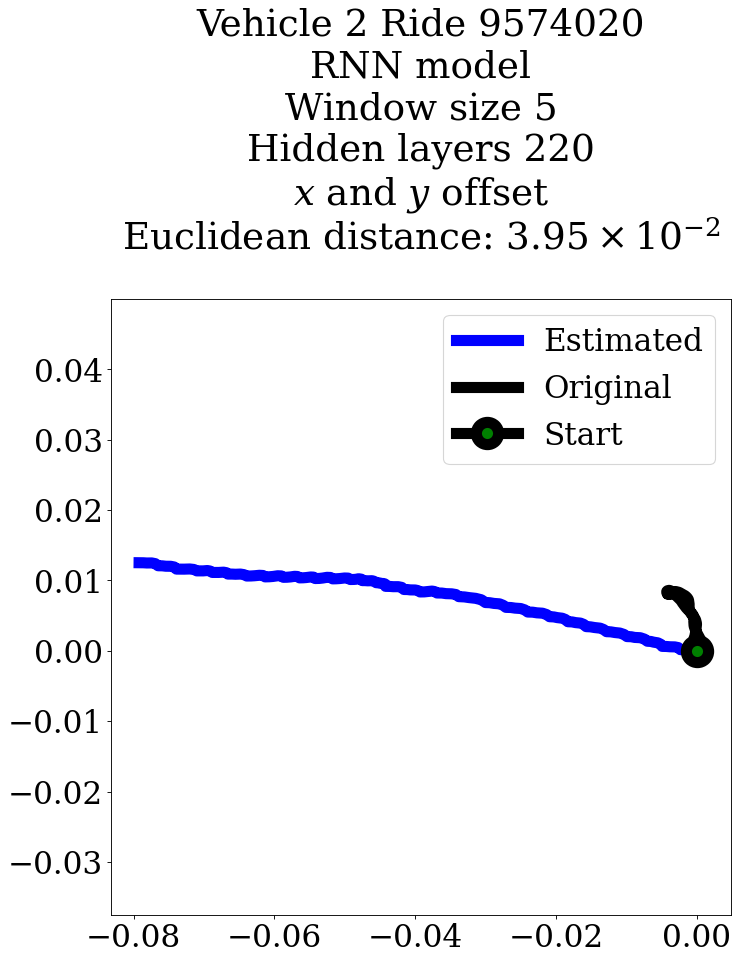 Vehicle 2 Ride 9574020
RNN model
Window size 5
Hidden layers 220
x and y offset
Euclidean distance: 3.95 × 10⁻²
Estimated
Original
Start
0.04
0.03
0.02
0.01
0.00
−0.01
−0.02
−0.03
−0.08 −0.06 −0.04 −0.02 0.00